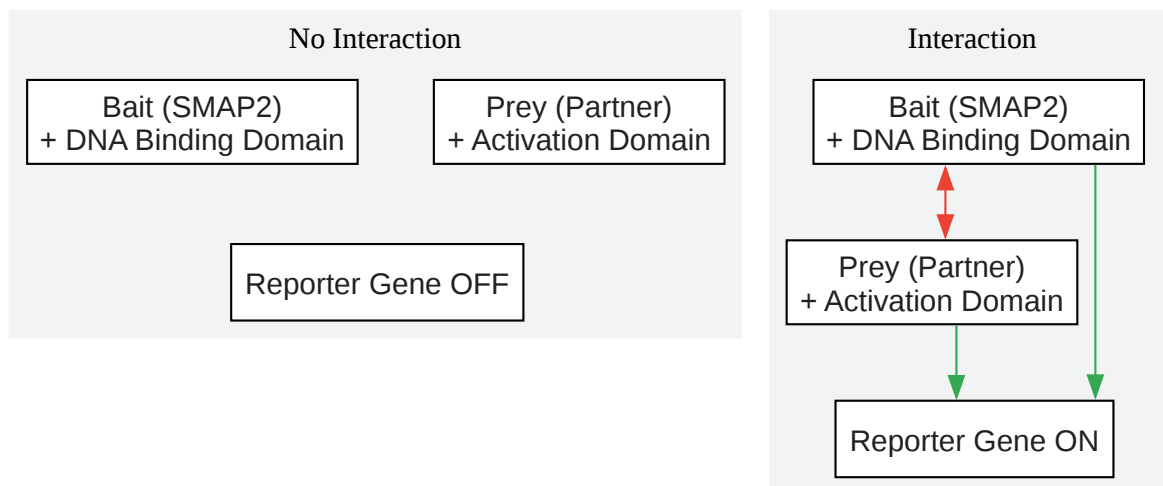 No Interaction
Bait (SMAP2)
+ DNA Binding Domain
Prey (Partner)
+ Activation Domain
Reporter Gene OFF
Interaction
Bait (SMAP2)
+ DNA Binding Domain
Prey (Partner)
+ Activation Domain
Reporter Gene ON